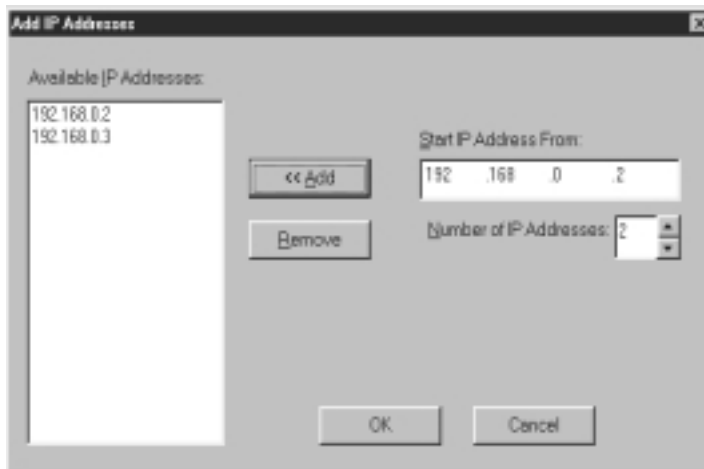 Add IP Addresses
Available IP Addresses:
192.168.0.2
192.168.0.3
<< Add
Remove
Start IP Address From:
192 .168 .0 .2
Number of IP Addresses: 2
OK
Cancel